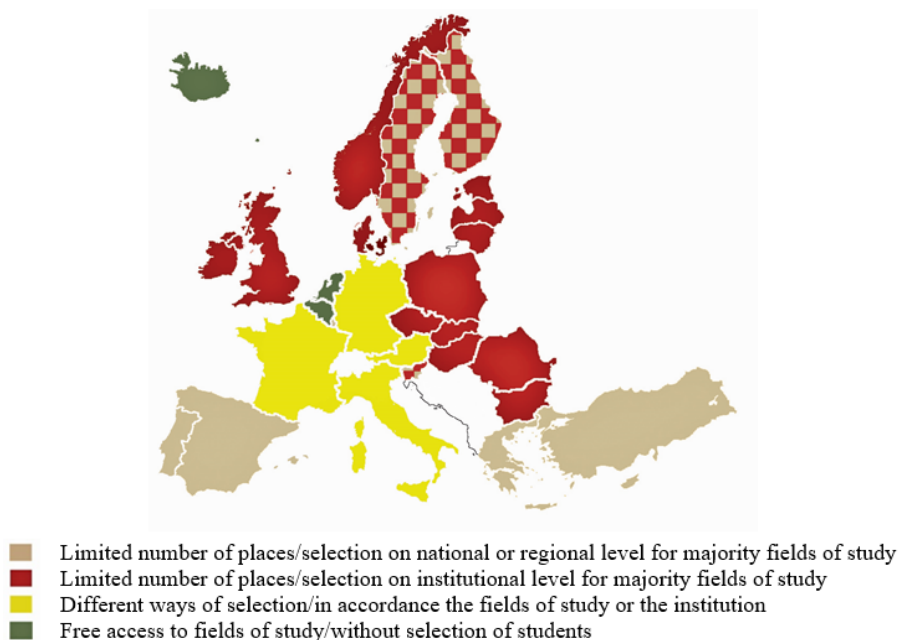 Limited number of places/selection on national or regional level for majority fields of study
Limited number of places/selection on institutional level for majority fields of study
Different ways of selection/in accordance the fields of study or the institution
Free access to fields of study/without selection of students